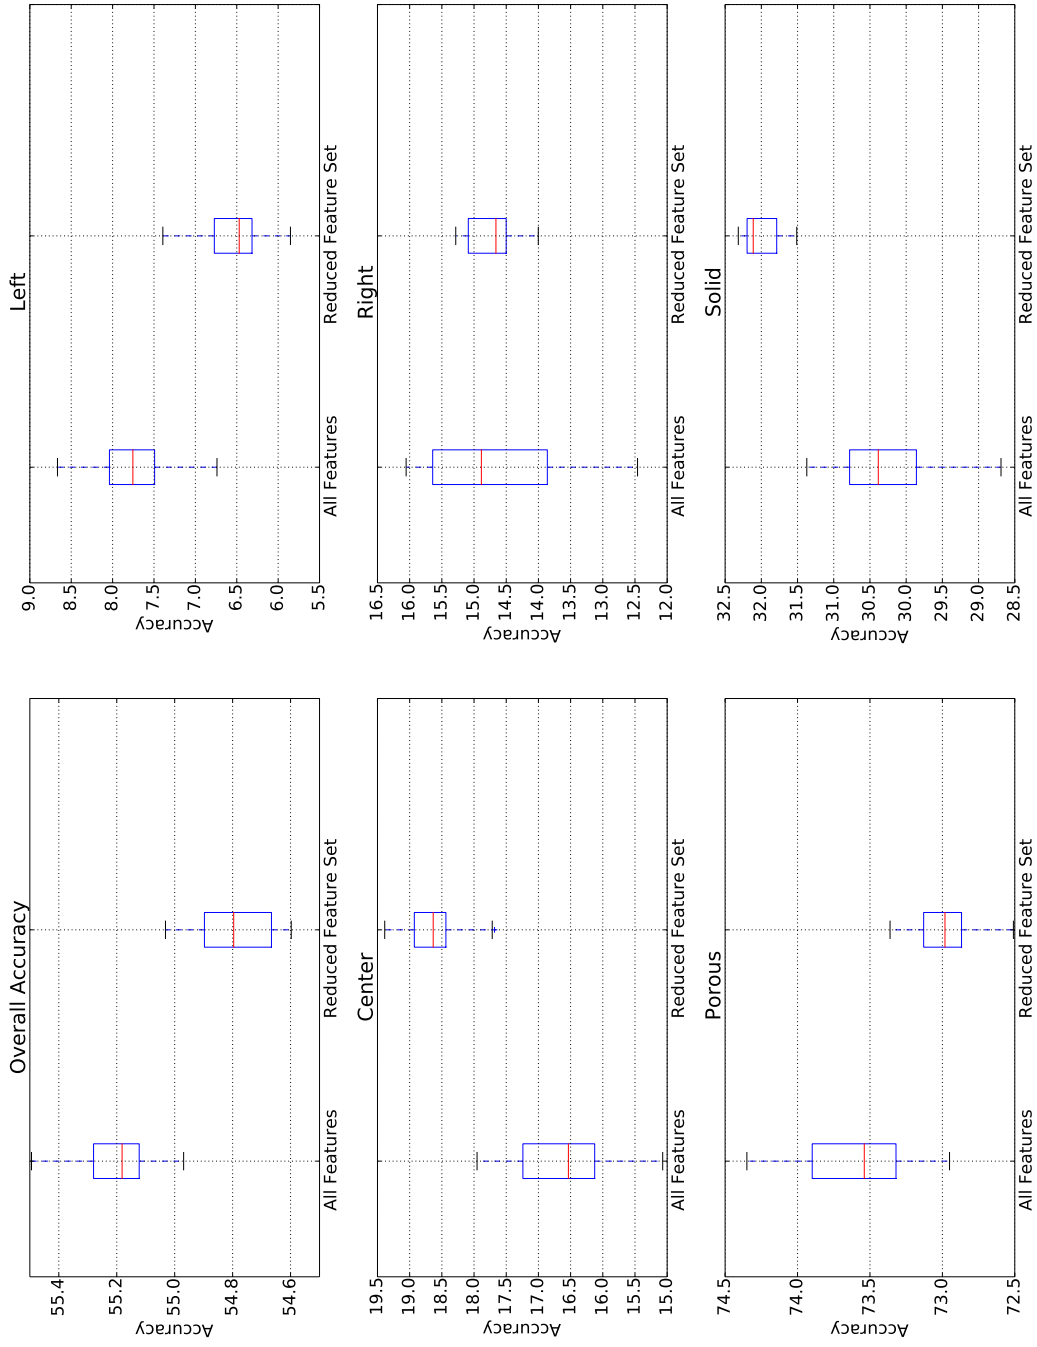 Overall Accuracy
Accuracy
55.4
55.2
55.0
54.8
54.6
All Features
Reduced Feature Set
Left
Accuracy
9.0
8.5
8.0
7.5
7.0
6.5
6.0
5.5
All Features
Reduced Feature Set
Center
Accuracy
19.5
19.0
18.5
18.0
17.5
17.0
16.5
16.0
15.5
15.0
All Features
Reduced Feature Set
Right
Accuracy
16.5
16.0
15.5
15.0
14.5
14.0
13.5
13.0
12.5
12.0
All Features
Reduced Feature Set
Porous
Accuracy
74.5
74.0
73.5
73.0
72.5
All Features
Reduced Feature Set
Solid
Accuracy
32.5
32.0
31.5
31.0
30.5
30.0
29.5
29.0
28.5
All Features
Reduced Feature Set